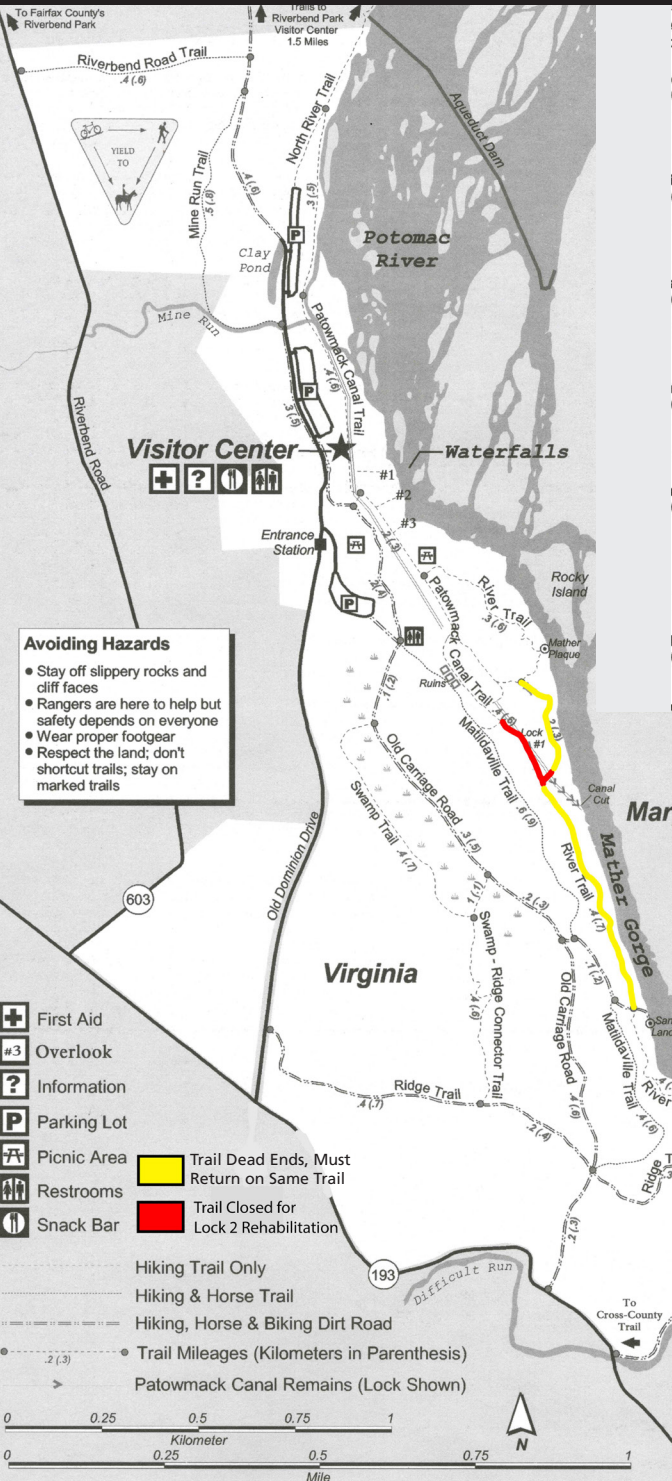 To Fairfax County's
Riverbend Park
Trails to
Riverbend Park
Visitor Center
1.5 Miles
Riverbend Road Trail
.4 (.6)
YIELD
TO
North River Trail
.3 (.5)
Aqueduct Dam
Mine Run Trail
.5 (.8)
.4 (.6)
P
Potomac
River
Clay
Pond
Mine Run
Patowmack Canal Trail
.4 (.6)
P
.3 (.5)
Riverbend Road
Visitor Center
Waterfalls
?
#1
#2
#3
.2 (.3)
Entrance
Station
P
.2 (.4)
Rocky
Island
River Trail
.3 (.6)
Mather
Plaque
Patowmack Canal Trail
.4 (.6)
Ruins
.1 (.2)
Avoiding Hazards
• Stay off slippery rocks and
cliff faces
• Rangers are here to help but
safety depends on everyone
• Wear proper footgear
• Respect the land; don't
shortcut trails; stay on
marked trails
.2 (.3)
Lock
#1
Canal
Cut
Matildaville Trail
.6 (.9)
Old Carriage Road
.3 (.5)
Swamp Trail
.4 (.7)
Mar
Mather Gorge
River Trail
.4 (.7)
Old Dominion Drive
603
.1 (.1)
.2 (.3)
.1 (.2)
Virginia
Swamp - Ridge Connector Trail
.4 (.6)
Old Carriage Road
.4 (.6)
Matildaville Trail
.4 (.6)
San
Land
River
Ridge Trail
.4 (.7)
.2 (.4)
Ridge T
.2 (.3)
First Aid
#3 Overlook
? Information
P Parking Lot
Picnic Area
Restrooms
Snack Bar
Trail Dead Ends, Must
Return on Same Trail
Trail Closed for
Lock 2 Rehabilitation
193
Difficult Run
To
Cross-County
Trail
Hiking Trail Only
Hiking & Horse Trail
Hiking, Horse & Biking Dirt Road
.2 (.3)
Trail Mileages (Kilometers in Parenthesis)
Patowmack Canal Remains (Lock Shown)
N
0 0.25 0.5 0.75 1
Kilometer
0 0.25 0.5 0.75 1
Mile